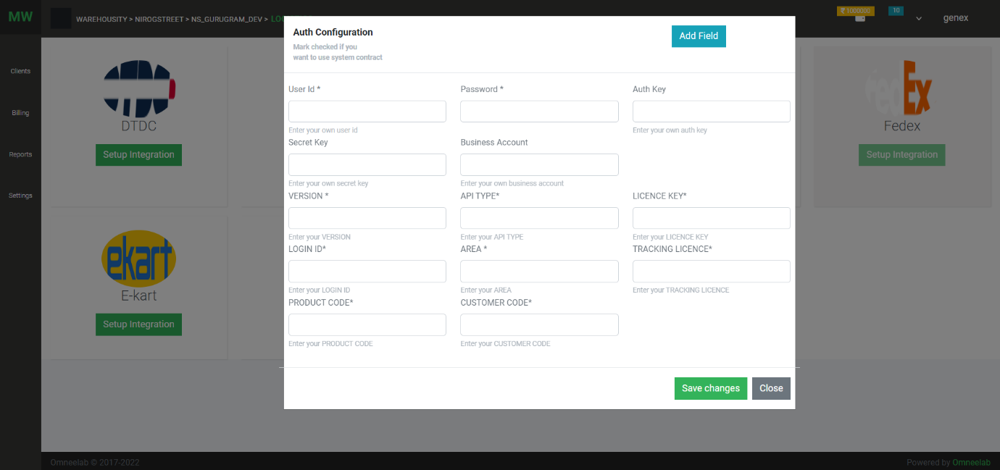 MW
WAREHOUSITY > NIROGSTREET > NS_GURUGRAM_DEV >
₹ 1000000
10
genex
Clients
Billing
Reports
Settings
DTDC
Setup Integration
ekart
E-kart
Setup Integration
FedEx
Fedex
Setup Integration
Auth Configuration
Mark checked if you
want to use system contract
Add Field
User Id *
Password *
Auth Key
Enter your own user id
Enter your own auth key
Secret Key
Business Account
Enter your own secret key
Enter your own business account
VERSION *
API TYPE*
LICENCE KEY*
Enter your VERSION
Enter your API TYPE
Enter your LICENCE KEY
LOGIN ID*
AREA *
TRACKING LICENCE*
Enter your LOGIN ID
Enter your AREA
Enter your TRACKING LICENCE
PRODUCT CODE*
CUSTOMER CODE*
Enter your PRODUCT CODE
Enter your CUSTOMER CODE
Save changes
Close
Omneelab © 2017-2022
Powered by Omneelab